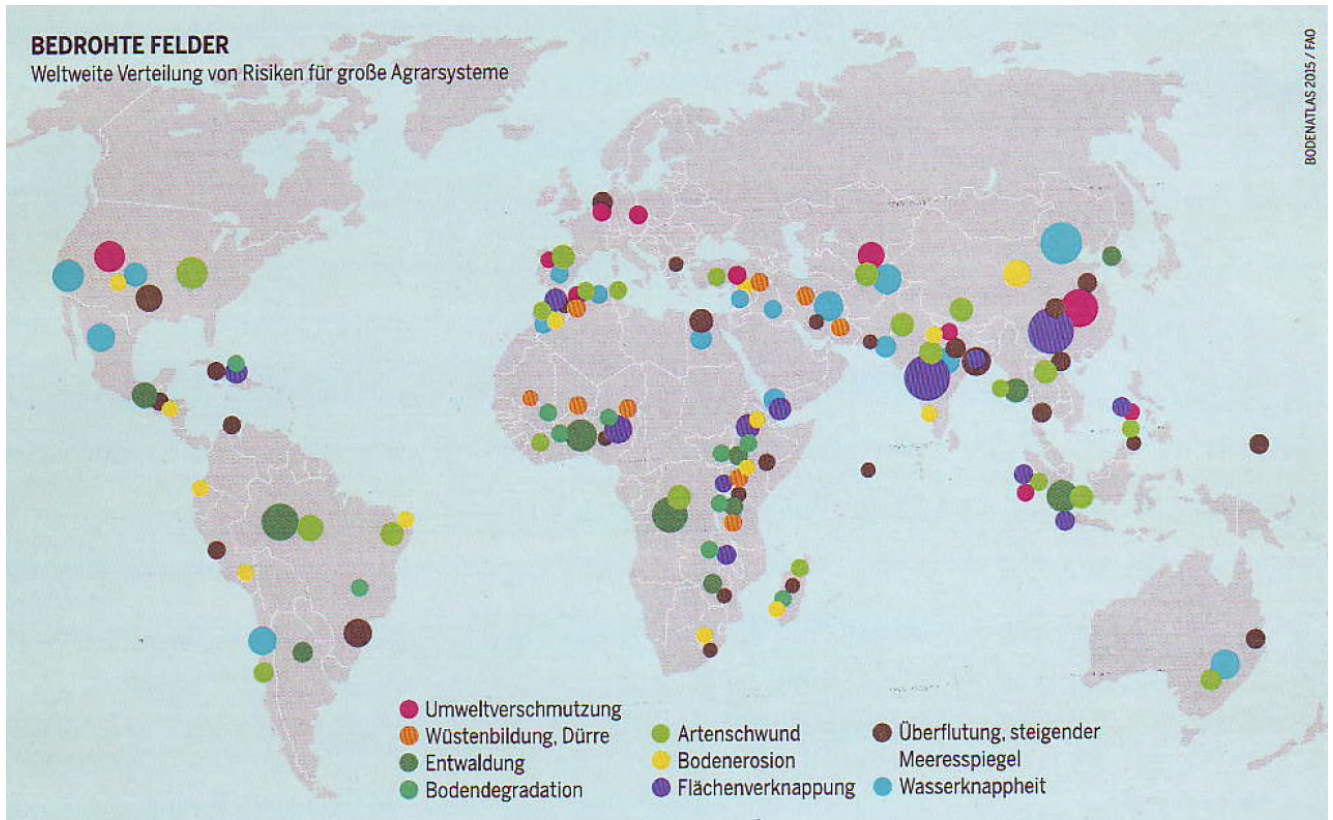 BEDROHTE FELDER
Weltweite Verteilung von Risiken für große Agrarsysteme
BODENATLAS 2015 / FAO
Umweltverschmutzung
Wüstenbildung, Dürre
Entwaldung
Bodendegradation
Artenschwund
Bodenerosion
Flächenverknappung
Überflutung, steigender
Meeresspiegel
Wasserknappheit